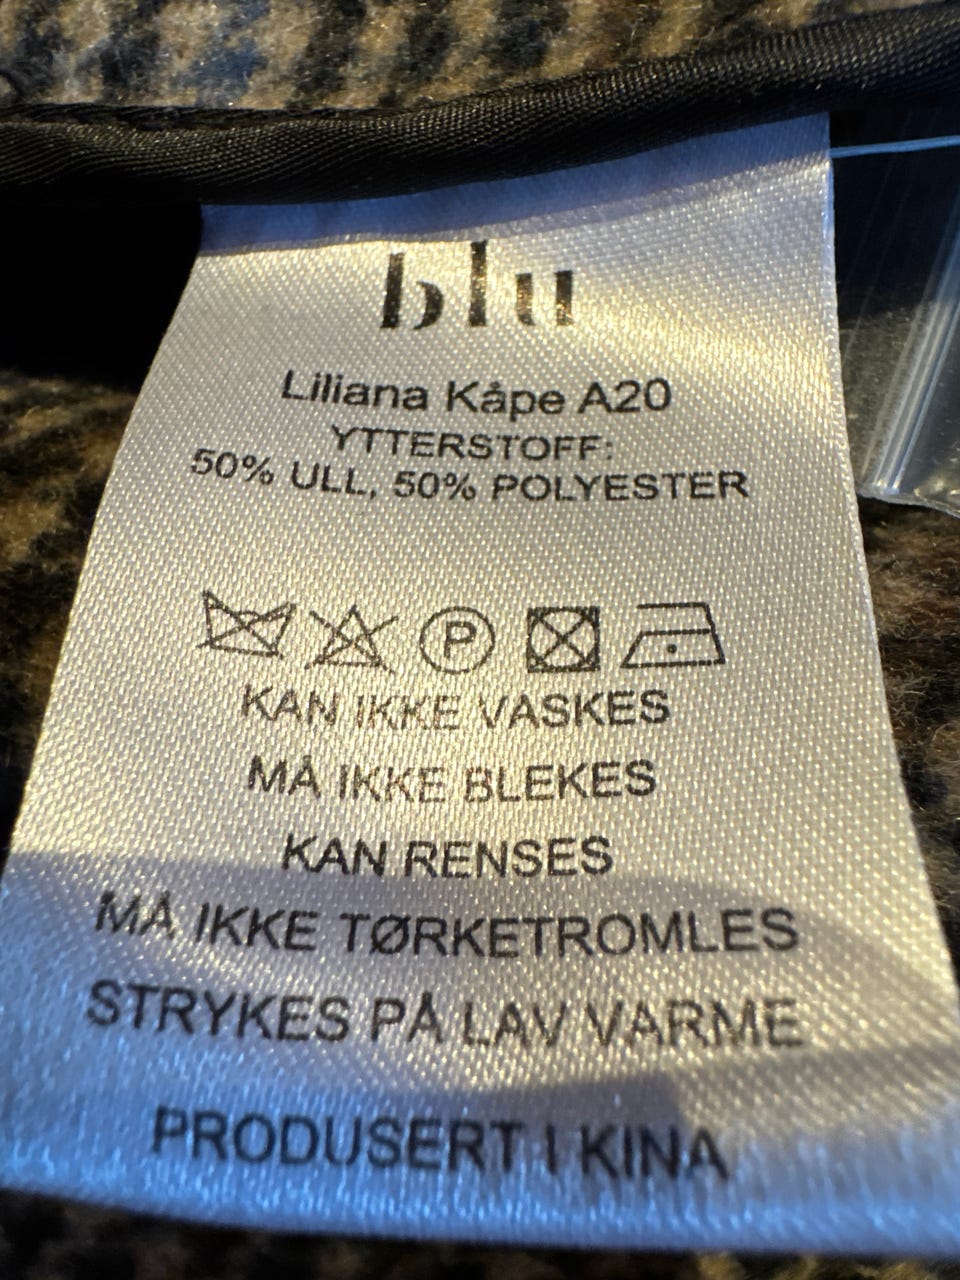 blu
Liliana Kåpe A20
YTTERSTOFF:
50% ULL, 50% POLYESTER
P
KAN IKKE VASKES
MÅ IKKE BLEKES
KAN RENSES
MÅ IKKE TØRKETROMLES
STRYKES PÅ LAV VARME
PRODUSERT I KINA